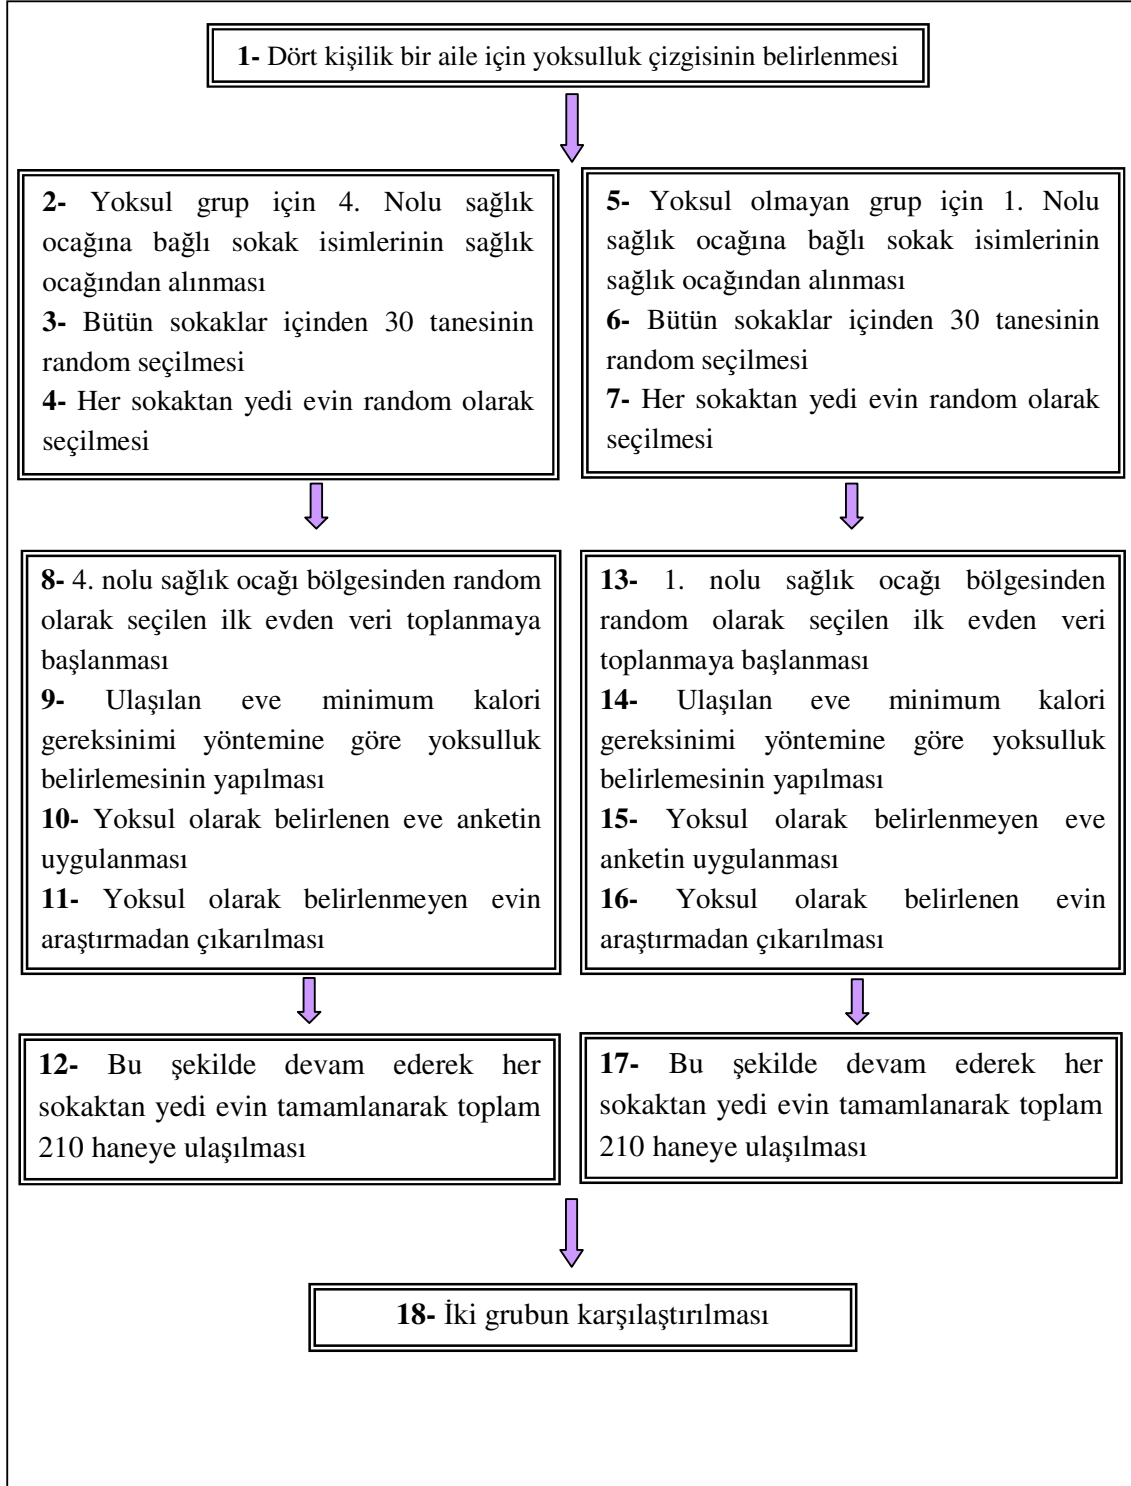 1- Dört kişilik bir aile için yoksulluk çizgisinin belirlenmesi
2- Yoksul grup için 4. Nolu sağlık
ocağına bağlı sokak isimlerinin sağlık
ocağından alınması
3- Bütün sokaklar içinden 30 tanesinin
random seçilmesi
4- Her sokaktan yedi evin random olarak
seçilmesi
5- Yoksul olmayan grup için 1. Nolu
sağlık ocağına bağlı sokak isimlerinin
sağlık ocağından alınması
6- Bütün sokaklar içinden 30 tanesinin
random seçilmesi
7- Her sokaktan yedi evin random olarak
seçilmesi
8- 4. nolu sağlık ocağı bölgesinden random
olarak seçilen ilk evden veri toplanmaya
başlanması
9- Ulaşılan eve minimum kalori
gereksinimi yöntemine göre yoksulluk
belirlemesinin yapılması
10- Yoksul olarak belirlenen eve anketin
uygulanması
11- Yoksul olarak belirlenmeyen evin
araştırmadan çıkarılması
13- 1. nolu sağlık ocağı bölgesinden
random olarak seçilen ilk evden veri
toplanmaya başlanması
14- Ulaşılan eve minimum kalori
gereksinimi yöntemine göre yoksulluk
belirlemesinin yapılması
15- Yoksul olarak belirlenmeyen eve
anketin uygulanması
16- Yoksul olarak belirlenen evin
araştırmadan çıkarılması
12- Bu şekilde devam ederek her
sokaktan yedi evin tamamlanarak toplam
210 haneye ulaşılması
17- Bu şekilde devam ederek her
sokaktan yedi evin tamamlanarak toplam
210 haneye ulaşılması
18- İki grubun karşılaştırılması